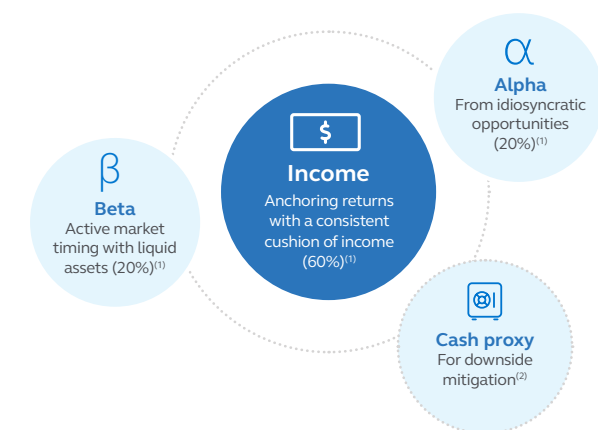 α
Alpha
From idiosyncratic
opportunities
(20%)(1)
$
Income
Anchoring returns
with a consistent
cushion of income
(60%)(1)
β
Beta
Active market
timing with liquid
assets (20%)(1)
Cash proxy
For downside
mitigation(2)